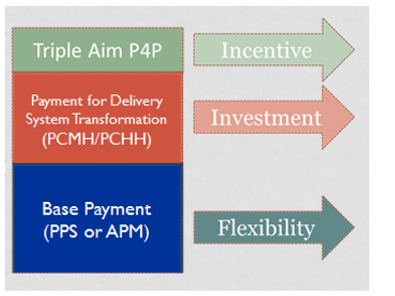 Triple Aim P4P
Incentive
Payment for Delivery
System Transformation
(PCMH/PCHH)
Investment
Base Payment
(PPS or APM)
Flexibility